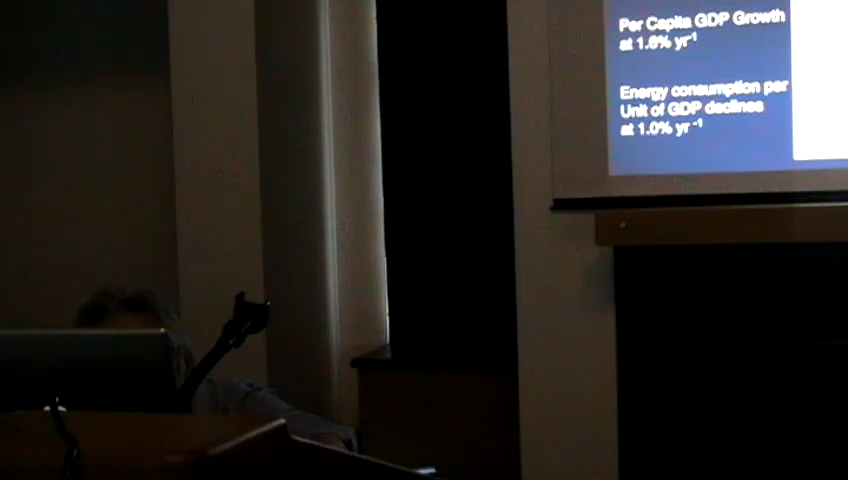 Per Capita GDP Growth
at 1.6% yr-1
Energy consumption per
Unit of GDP declines
at 1.0% yr -1